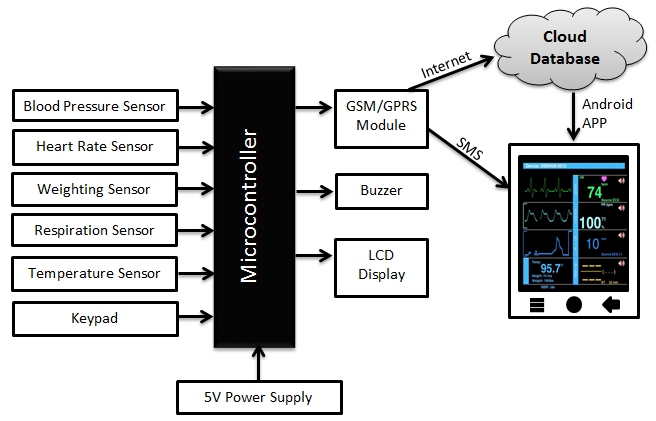 Cloud
Database
Internet
Blood Pressure Sensor
GSM/GPRS
Module
Android
APP
Heart Rate Sensor
SMS
Microcontroller
Weighting Sensor
Buzzer
74
Respiration Sensor
100
LCD
Display
10
Temperature Sensor
Temp
95.7
Keypad
5V Power Supply